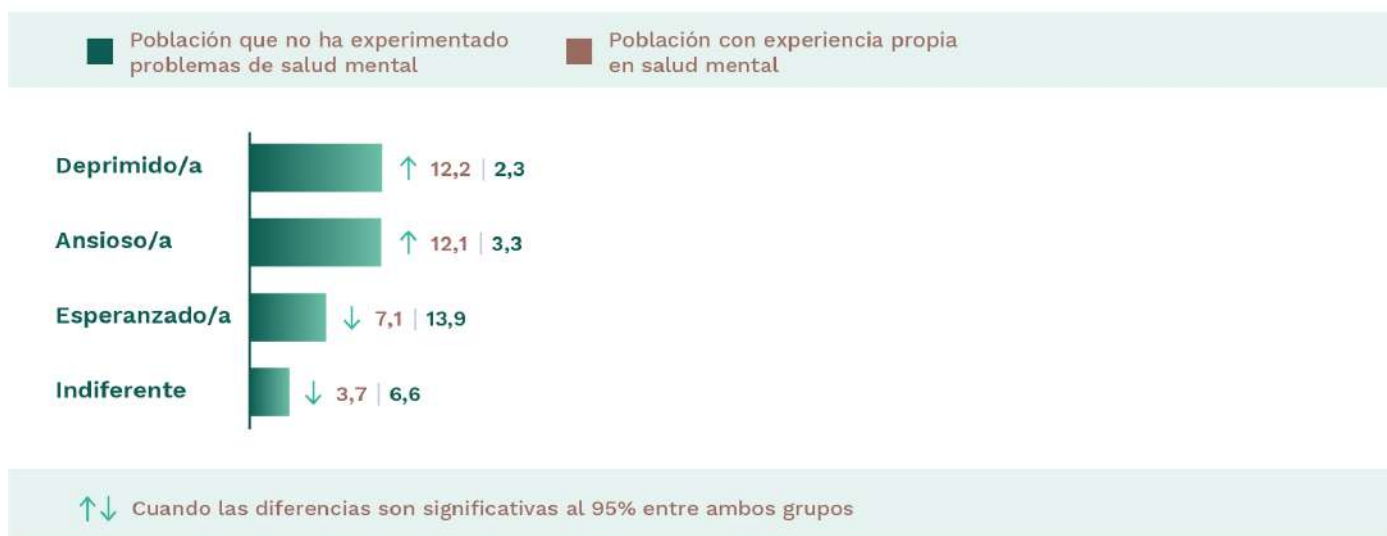 Población que no ha experimentado
problemas de salud mental
Población con experiencia propia
en salud mental
Deprimido/a ↑ 12,2 | 2,3
Ansioso/a ↑ 12,1 | 3,3
Esperanzado/a ↓ 7,1 | 13,9
Indiferente ↓ 3,7 | 6,6
↑↓ Cuando las diferencias son significativas al 95% entre ambos grupos